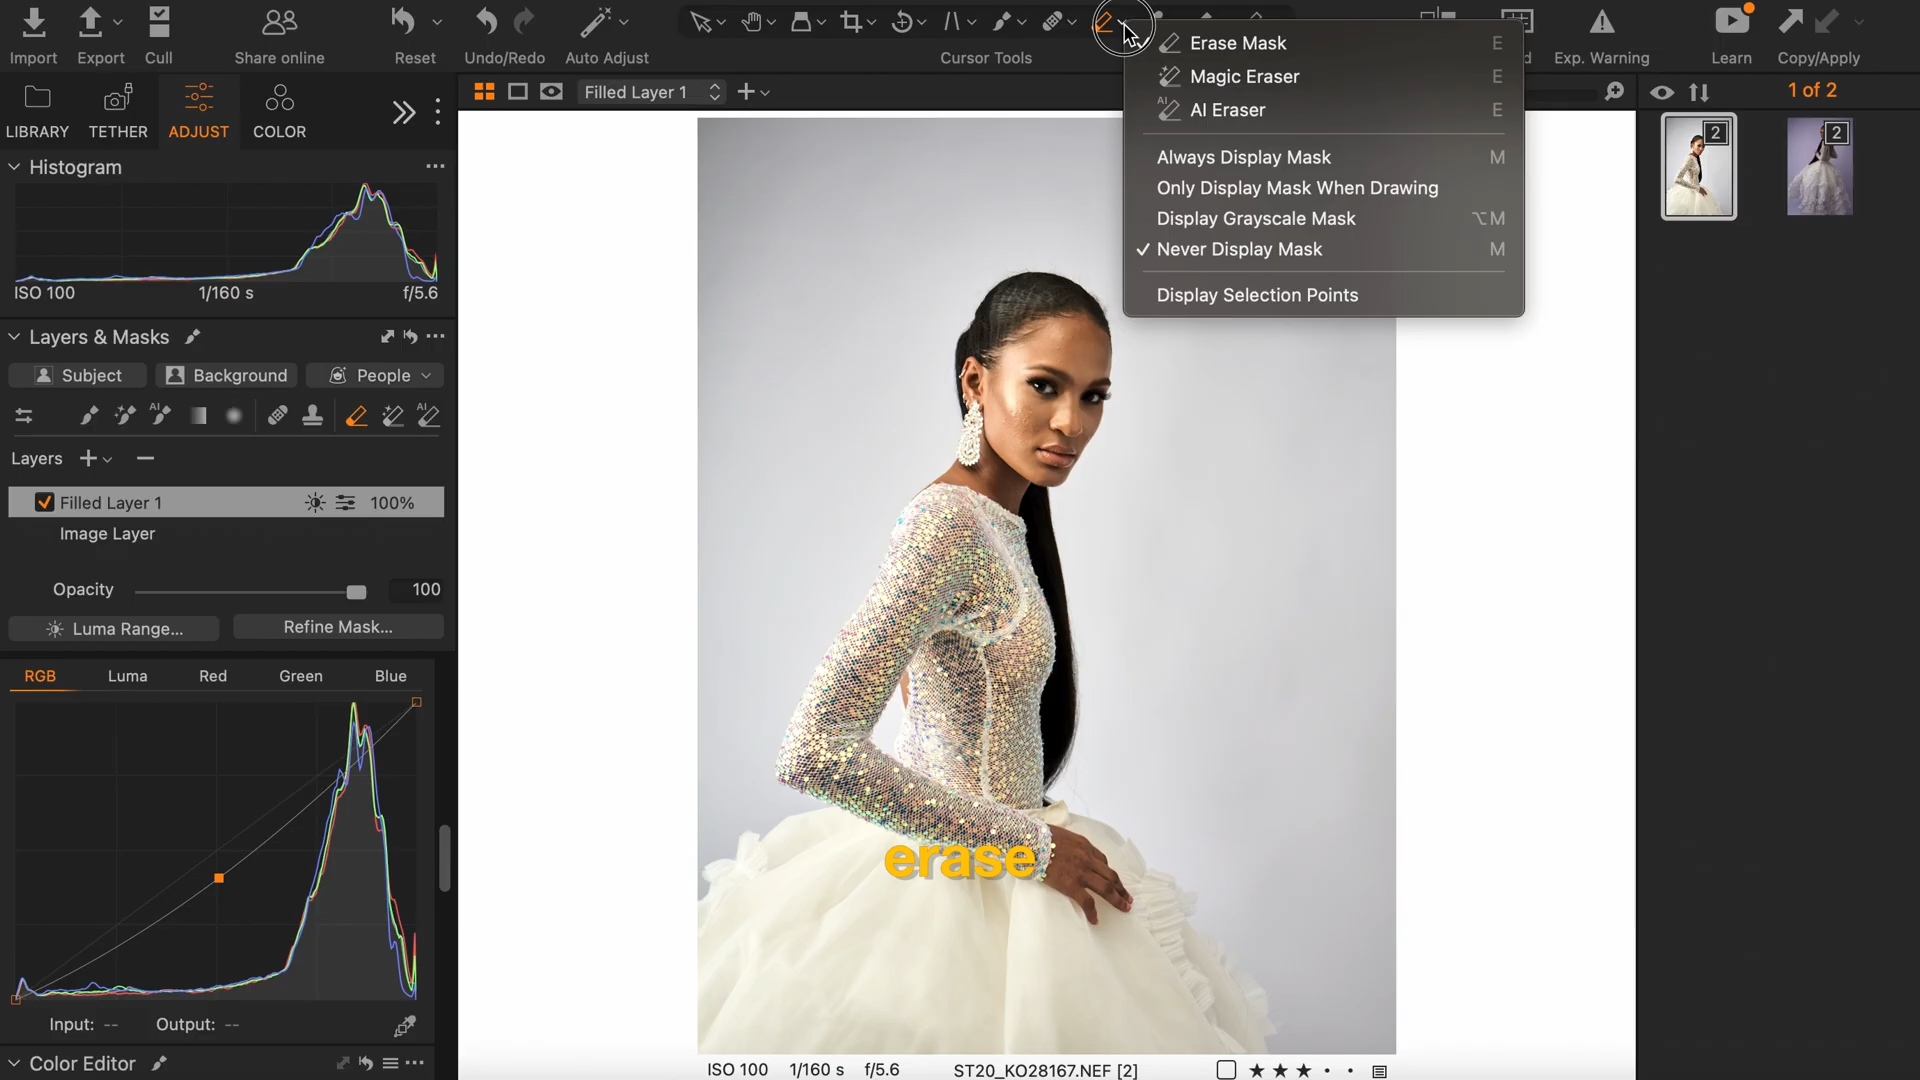 Import Export Cull Share online Reset Undo/Redo Auto Adjust Cursor Tools Exp. Warning Learn Copy/Apply
Erase Mask E
Magic Eraser E
AI Eraser E
Always Display Mask M
Only Display Mask When Drawing
Display Grayscale Mask ⌥M
Never Display Mask M
Display Selection Points
LIBRARY TETHER ADJUST COLOR
Filled Layer 1
1 of 2
2 2
Histogram
ISO 100 1/160 s f/5.6
Layers & Masks
Subject Background People
AI AI
Layers
Filled Layer 1 100%
Image Layer
Opacity 100
Luma Range... Refine Mask...
RGB Luma Red Green Blue
Input: -- Output: --
Color Editor
erase
ISO 100 1/160 s f/5.6 ST20_KO28167.NEF [2]